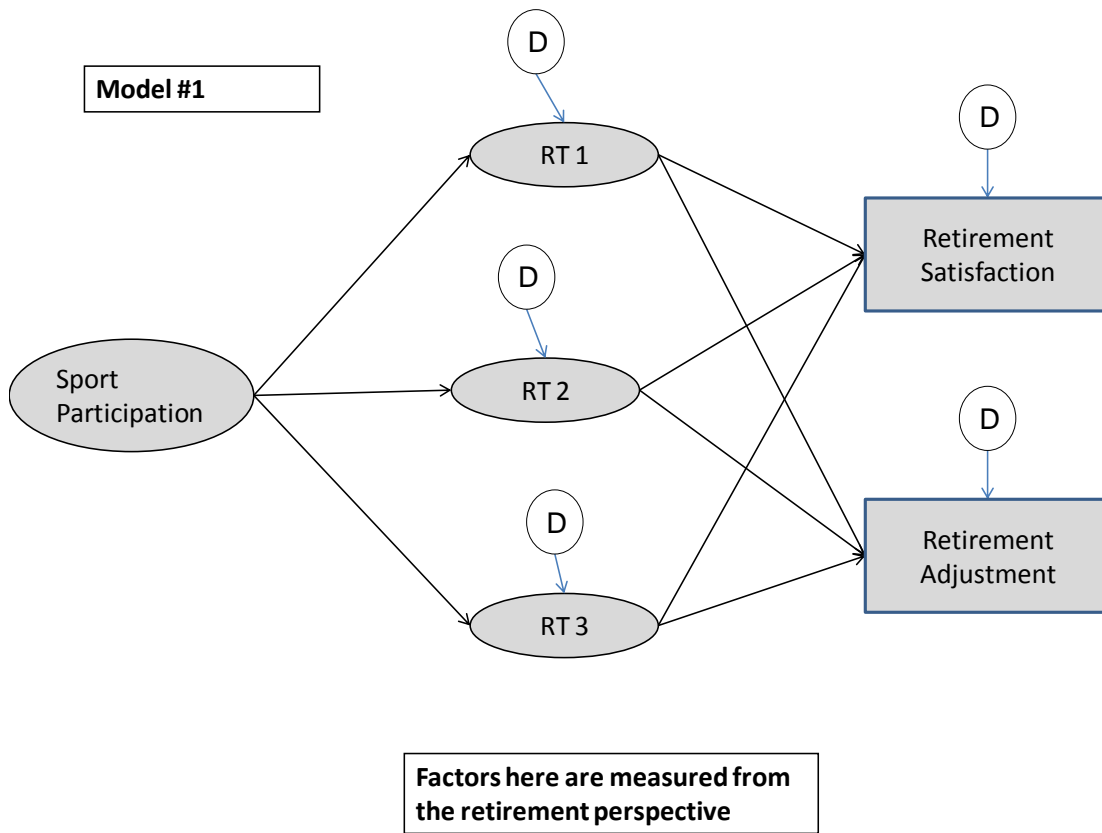 D
Model #1
D
RT 1
Retirement
Satisfaction
D
Sport
Participation
RT 2
D
D
Retirement
Adjustment
RT 3
Factors here are measured from
the retirement perspective